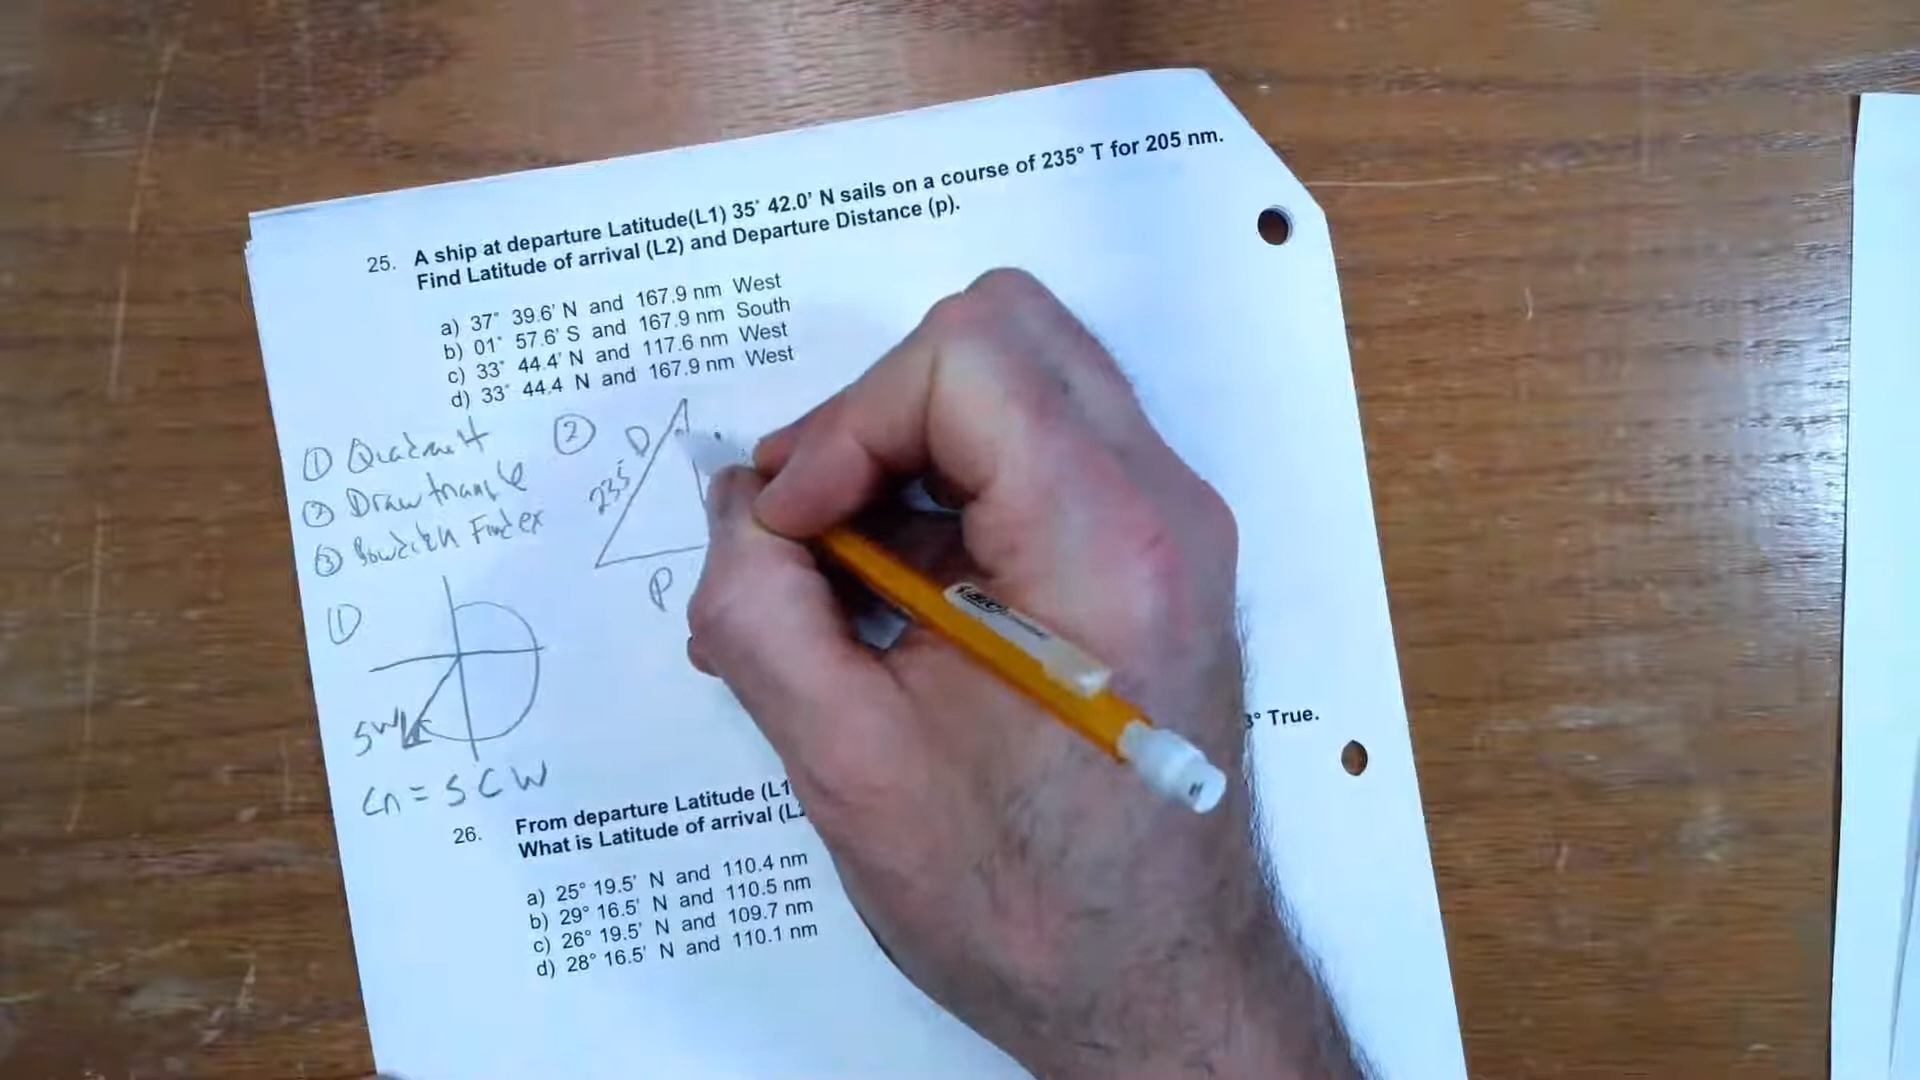 25. A ship at departure Latitude(L1) 35° 42.0' N sails on a course of 235° T for 205 nm.
Find Latitude of arrival (L2) and Departure Distance (p).
a) 37° 39.6' N and 167.9 nm West
b) 01° 57.6' S and 167.9 nm South
c) 33° 44.4' N and 117.6 nm West
d) 33° 44.4 N and 167.9 nm West
① Quadrant
② Draw triangle
③ Bowditch
①
SW
Cn = S C W
②
D
235
P
3° True.
26. From departure Latitude (L1
What is Latitude of arrival (L
a) 25° 19.5' N and 110.4 nm
b) 29° 16.5' N and 110.5 nm
c) 26° 19.5' N and 109.7 nm
d) 28° 16.5' N and 110.1 nm
BIC